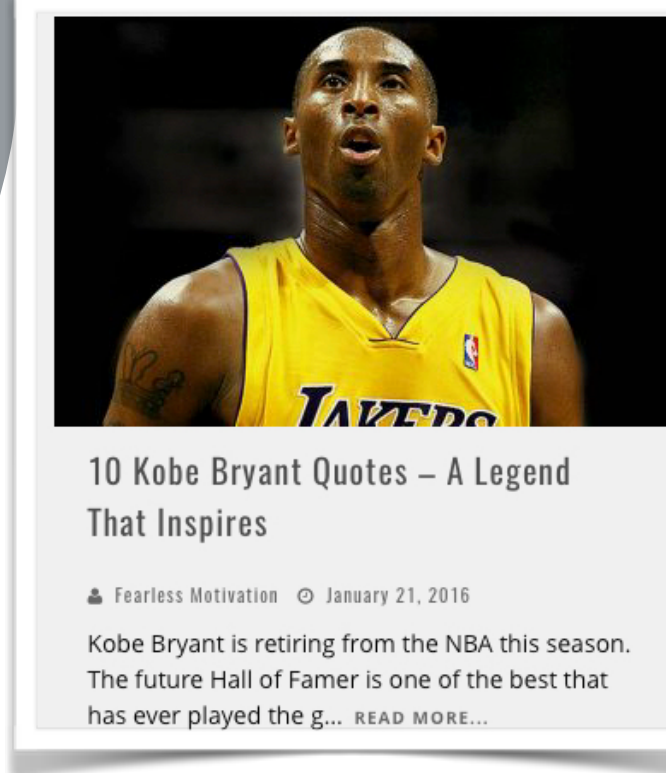 LAKERS
10 Kobe Bryant Quotes – A Legend
That Inspires
Fearless Motivation January 21, 2016
Kobe Bryant is retiring from the NBA this season.
The future Hall of Famer is one of the best that
has ever played the g... READ MORE...